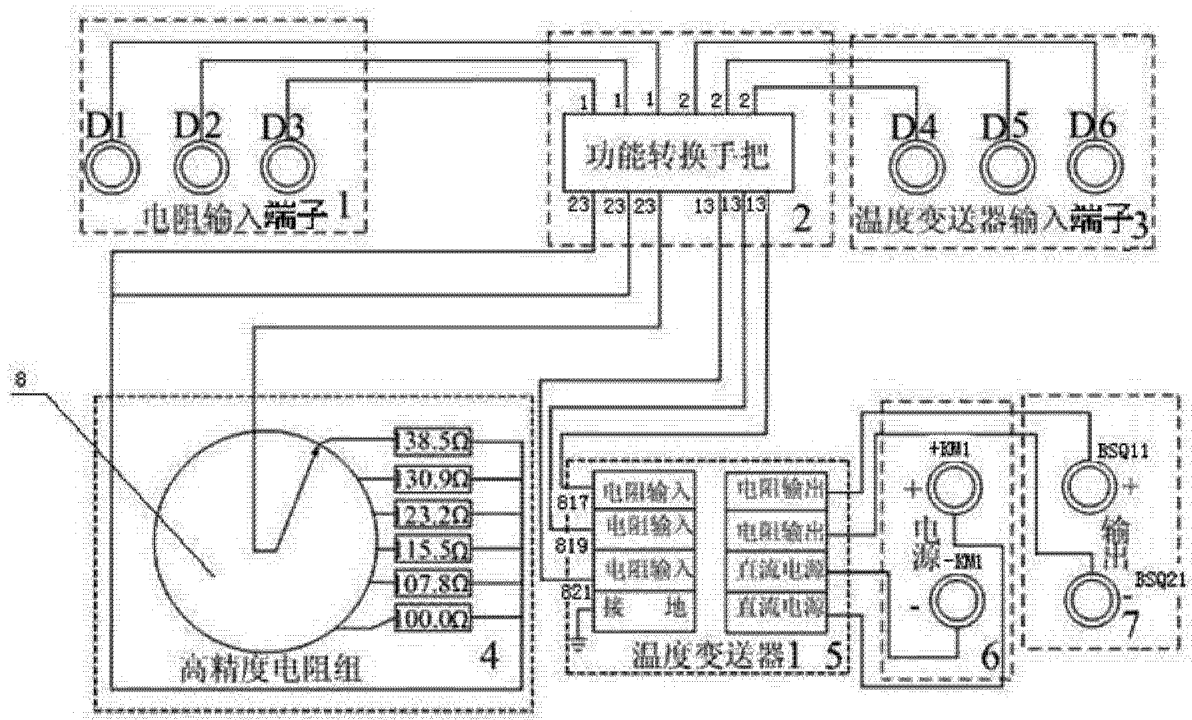 1 1 1 2 2 2
D1 D2 D3
功能转换手把
D4 D5 D6
电阻输入端子 1
23 23 23 13 13 13
2
温度变送器输入端子 3
8
138.5Ω
130.9Ω
123.2Ω
115.5Ω
107.8Ω
100.0Ω
高精度电阻组
4
电阻输入
817
电阻输入
819
电阻输入
821
接 地
电阻输出
电阻输出
直流电源
直流电源
温度变送器1 5
+KM1
+
电源
-KM1
-
6
BSQ11
+
输出
BSQ21
-
7